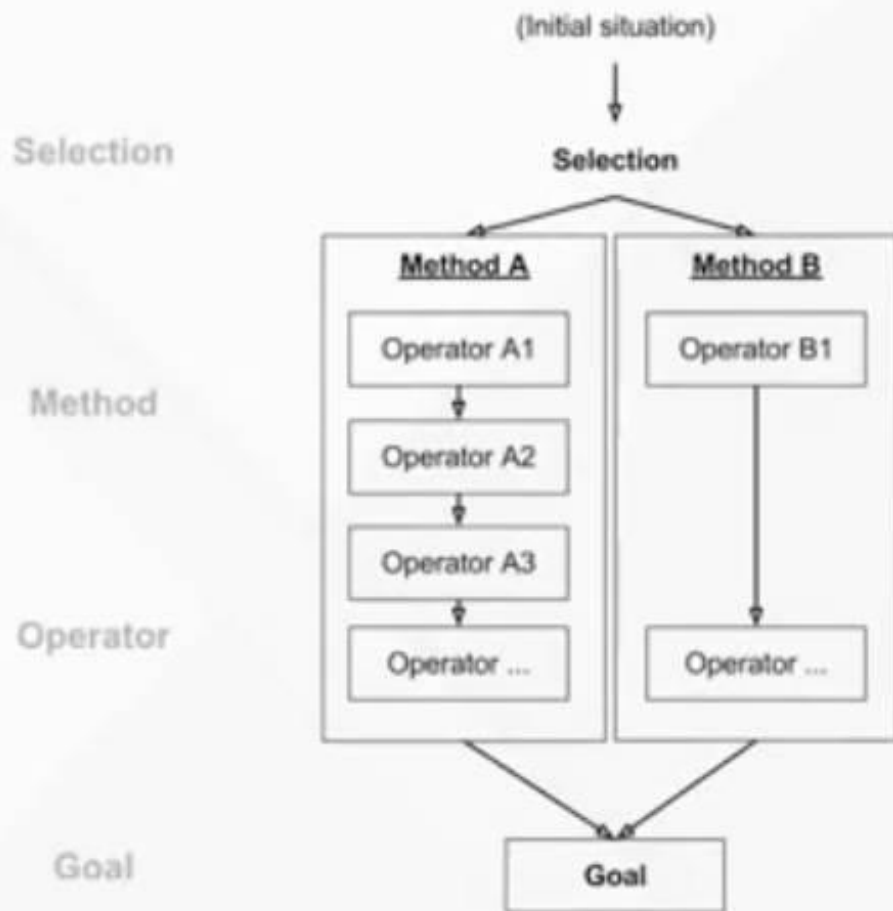 (Initial situation)
Selection
Selection
Method A
Method B
Operator A1
Operator B1
Method
Operator A2
Operator A3
Operator
Operator ...
Operator ...
Goal
Goal